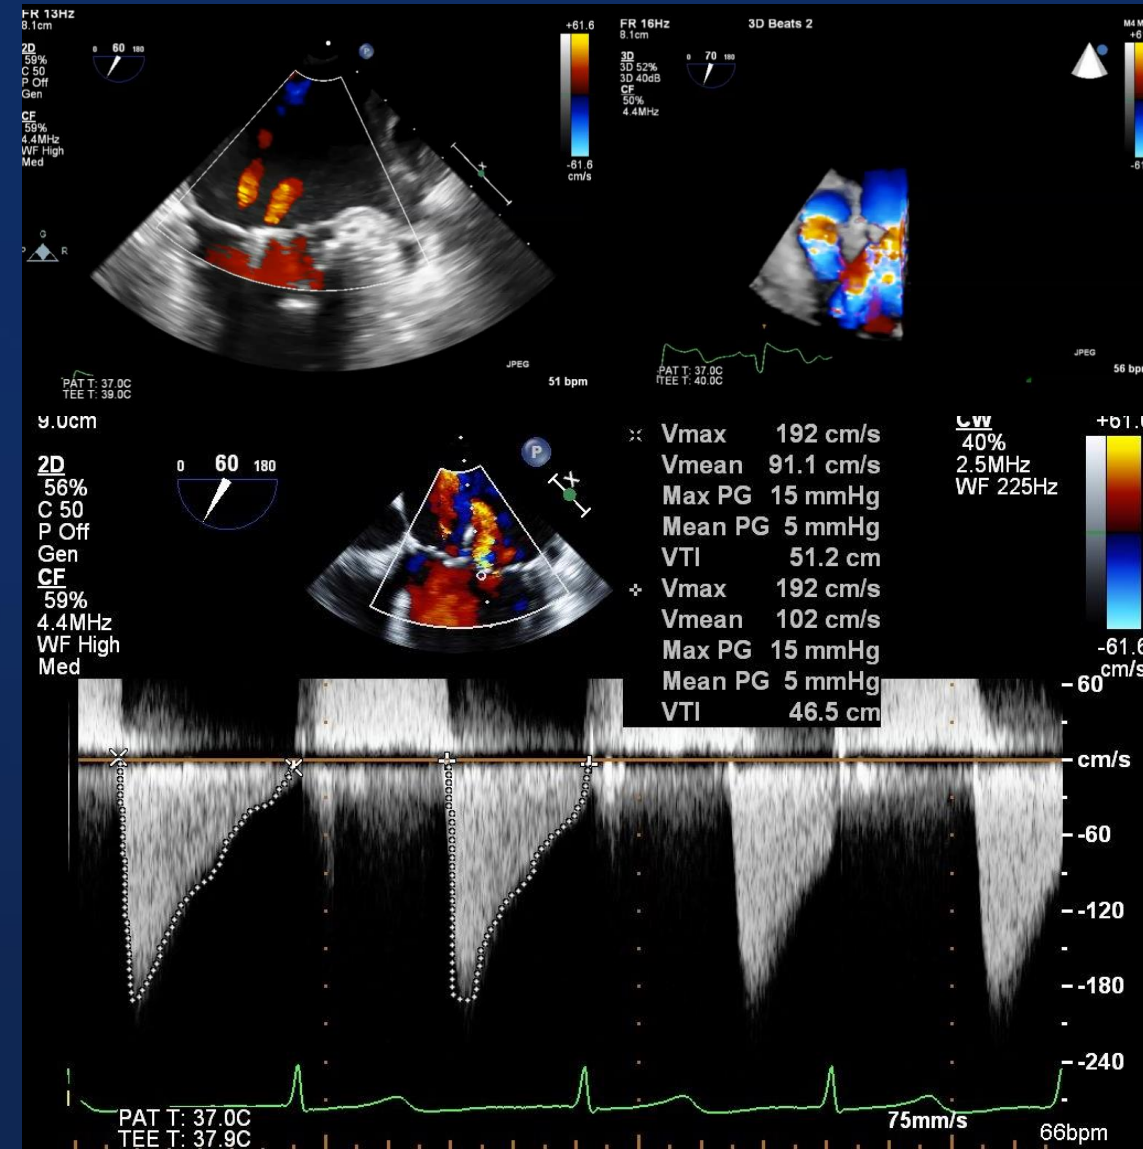 FR 13Hz
8.1cm
2D
59%
C 50
P Off
Gen
CF
59%
4.4MHz
WF High
Med
0 60 180
P
+61.6
-61.6
cm/s
X
G
P R
JPEG
PAT T: 37.0C
TEE T: 39.0C
51 bpm
FR 16Hz
8.1cm
3D Beats 2
3D
3D 52%
3D 40dB
CF
50%
4.4MHz
0 70 180
M4
PAT T: 37.0C
TEE T: 40.0C
JPEG
56
9.0cm
2D
56%
C 50
P Off
Gen
CF
59%
4.4MHz
WF High
Med
0 60 180
P
X
Vmax 192 cm/s
Vmean 91.1 cm/s
Max PG 15 mmHg
Mean PG 5 mmHg
VTI 51.2 cm
Vmax 192 cm/s
Vmean 102 cm/s
Max PG 15 mmHg
Mean PG 5 mmHg
VTI 46.5 cm
CW
40%
2.5MHz
WF 225Hz
-61.6
cm/s
60
cm/s
-60
-120
-180
-240
PAT T: 37.0C
TEE T: 37.9C
75mm/s
66bpm